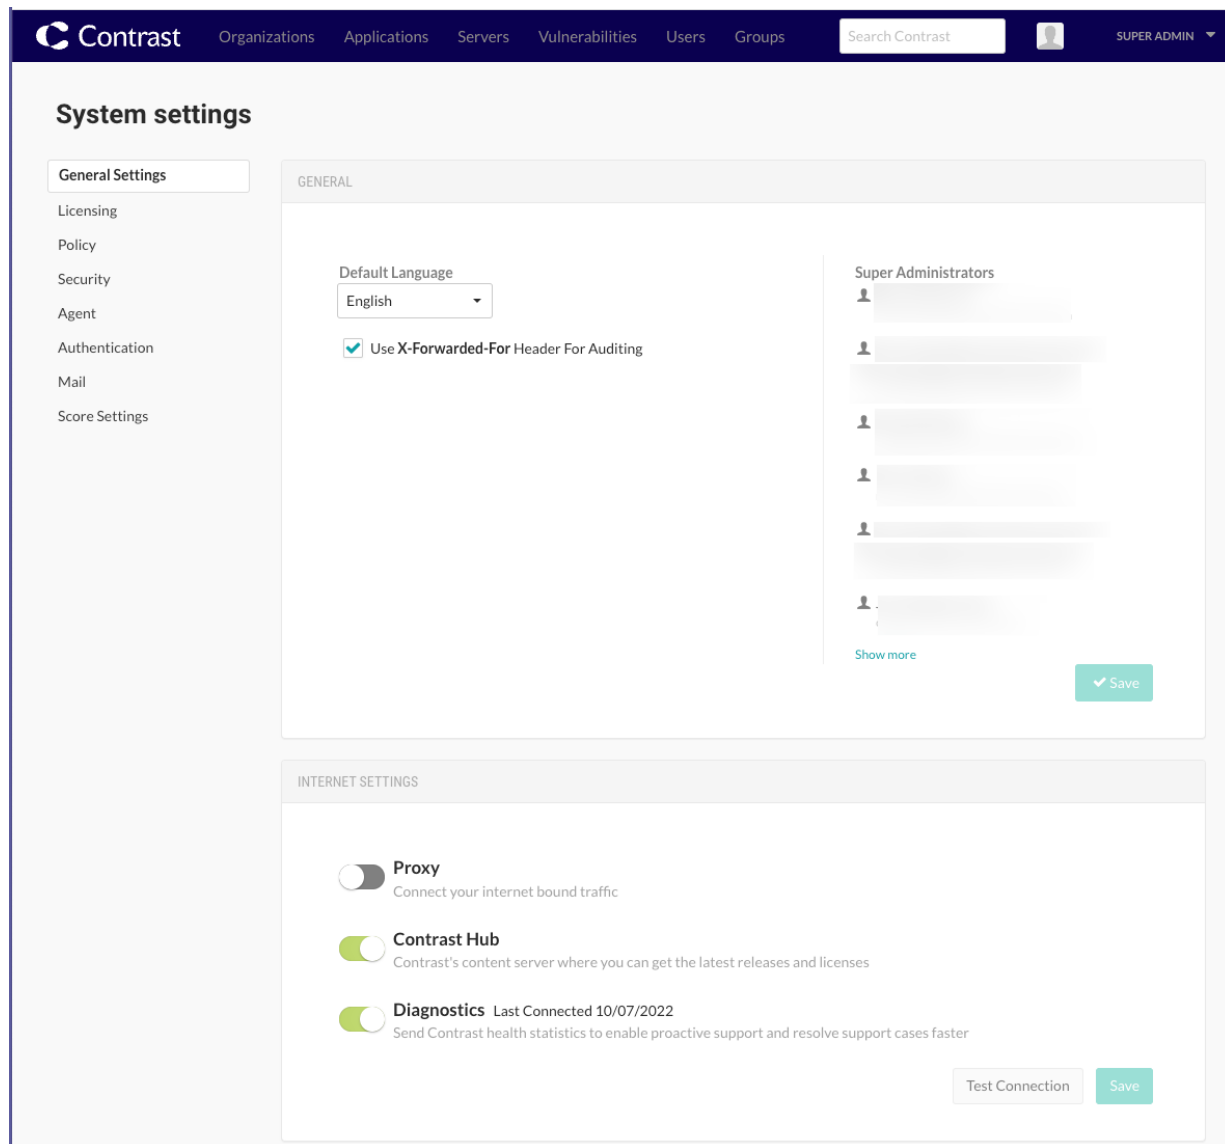 Contrast
Organizations Applications Servers Vulnerabilities Users Groups Search Contrast SUPER ADMIN
System settings
General Settings
Licensing
Policy
Security
Agent
Authentication
Mail
Score Settings
GENERAL
Default Language
English
Use X-Forwarded-For Header For Auditing
Super Administrators
Show more
Save
INTERNET SETTINGS
Proxy
Connect your internet bound traffic
Contrast Hub
Contrast's content server where you can get the latest releases and licenses
Diagnostics Last Connected 10/07/2022
Send Contrast health statistics to enable proactive support and resolve support cases faster
Test Connection Save